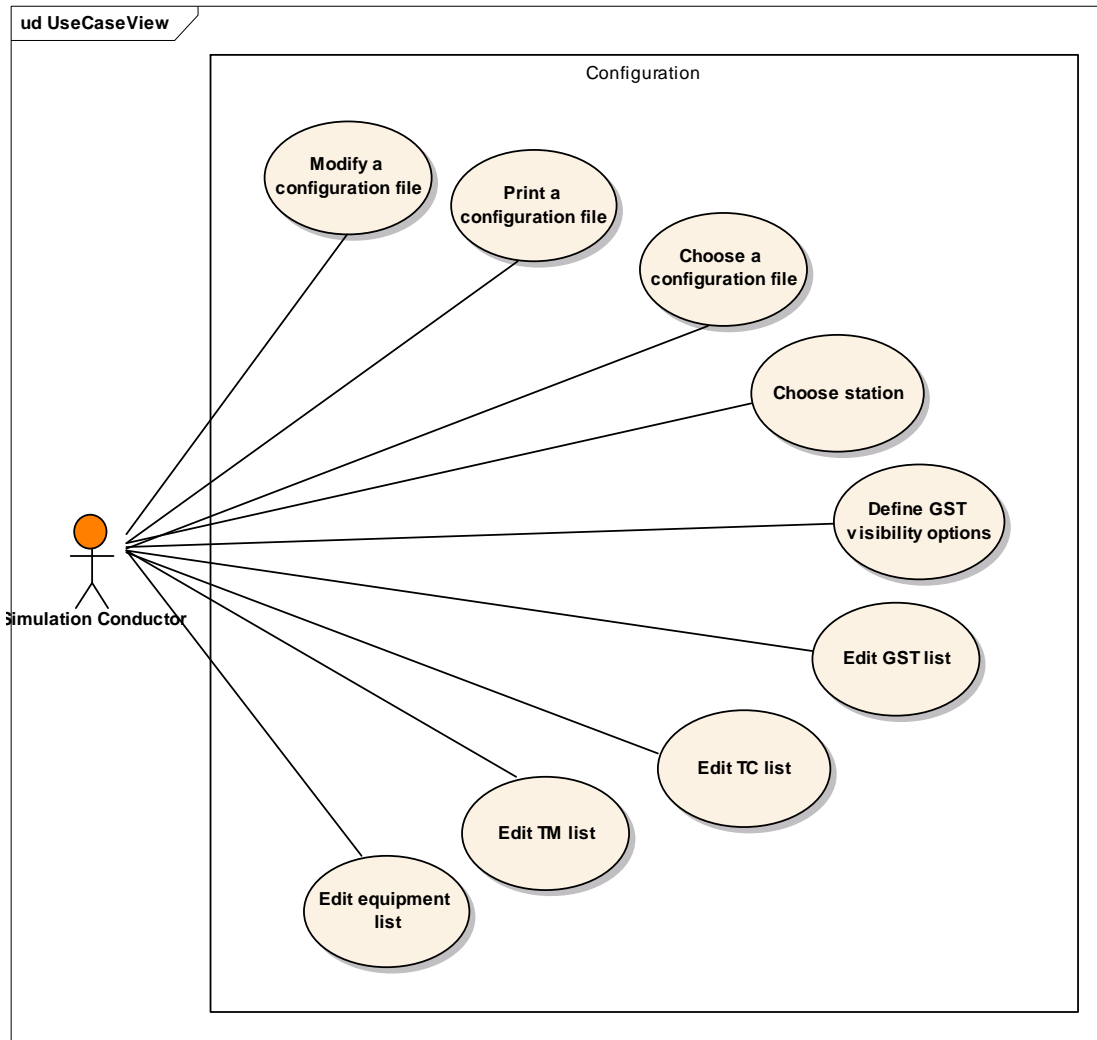 ud UseCaseView
Configuration
Modify a
configuration file
Print a
configuration file
Choose a
configuration file
Choose station
Define GST
visibility options
Simulation Conductor
Edit GST list
Edit TC list
Edit TM list
Edit equipment
list